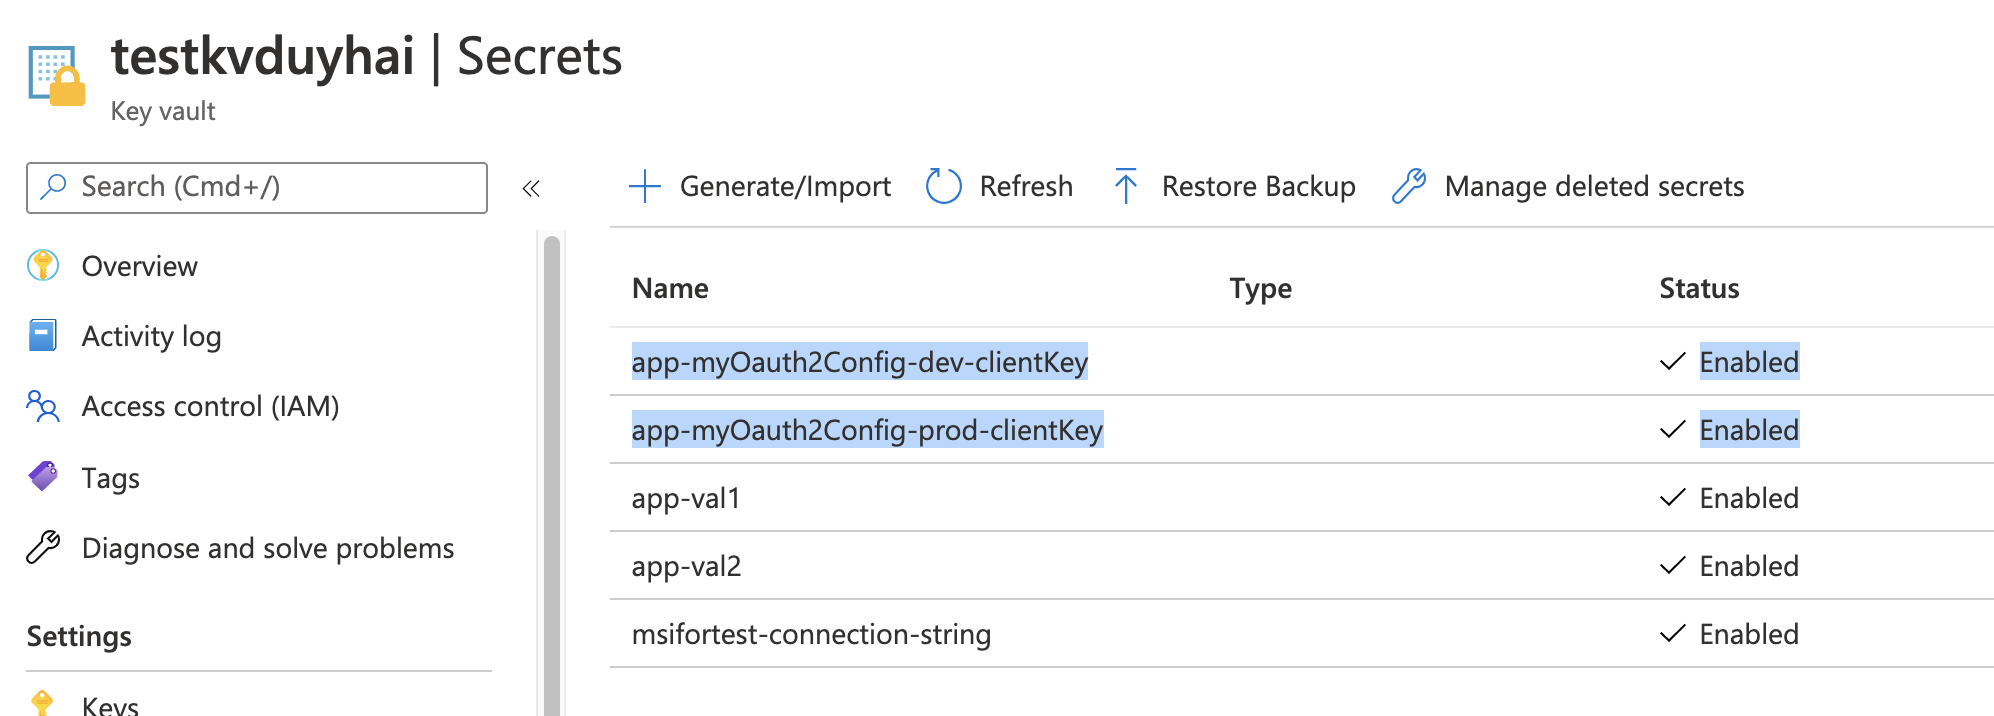 testkvduyhai | Secrets
Key vault
Search (Cmd+/)
«
Overview
Activity log
Access control (IAM)
Tags
Diagnose and solve problems
Settings
Keys
Generate/Import Refresh Restore Backup Manage deleted secrets
Name Type Status
app-myOauth2Config-dev-clientKey Enabled
app-myOauth2Config-prod-clientKey Enabled
app-val1 Enabled
app-val2 Enabled
msifortest-connection-string Enabled